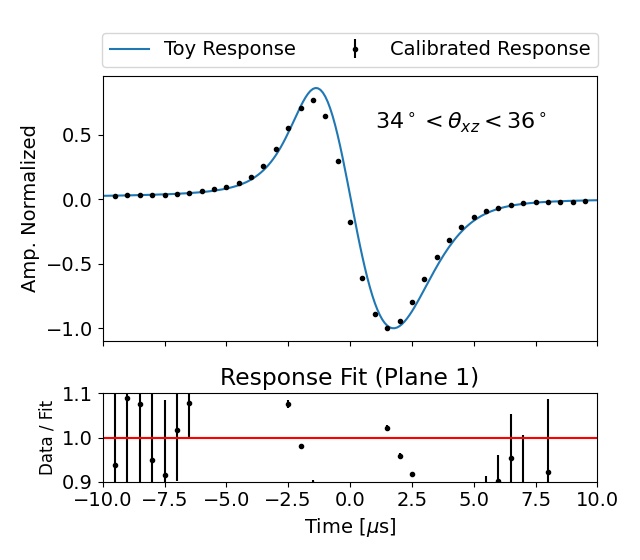 Toy Response Calibrated Response
34° < θxz < 36°
Amp. Normalized
0.5
0.0
−0.5
−1.0
Response Fit (Plane 1)
Data / Fit
1.1
1.0
0.9
−10.0 −7.5 −5.0 −2.5 0.0 2.5 5.0 7.5 10.0
Time [μs]